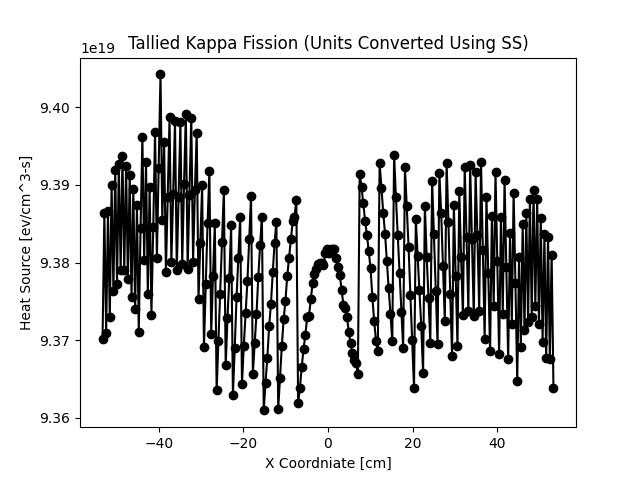 Tallied Kappa Fission (Units Converted Using SS)
1e19
9.40
9.39
9.38
9.37
9.36
Heat Source [ev/cm^3-s]
−40
−20
0
20
40
X Coordniate [cm]